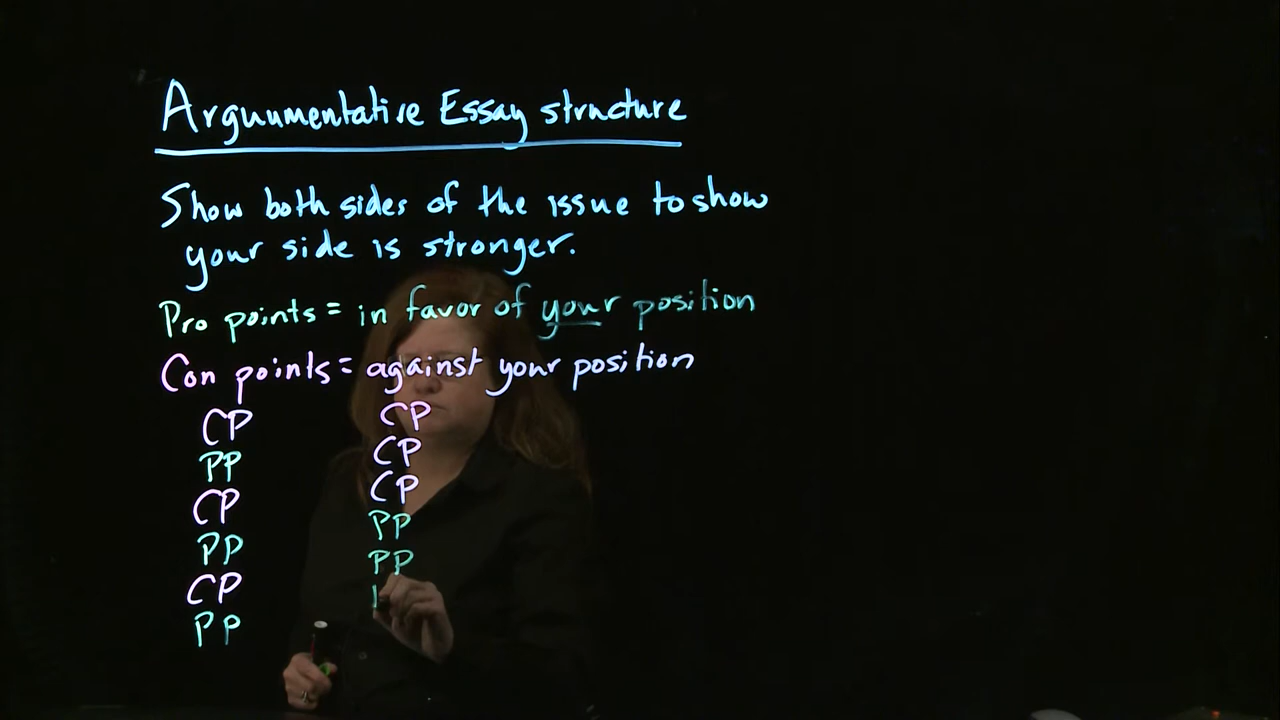 Arguumentative Essay structure
Show both sides of the issue to show
your side is stronger.
Pro points = in favor of your position
Con points = against your position
CP CP
PP CP
CP CP
PP PP
CP PP
PP